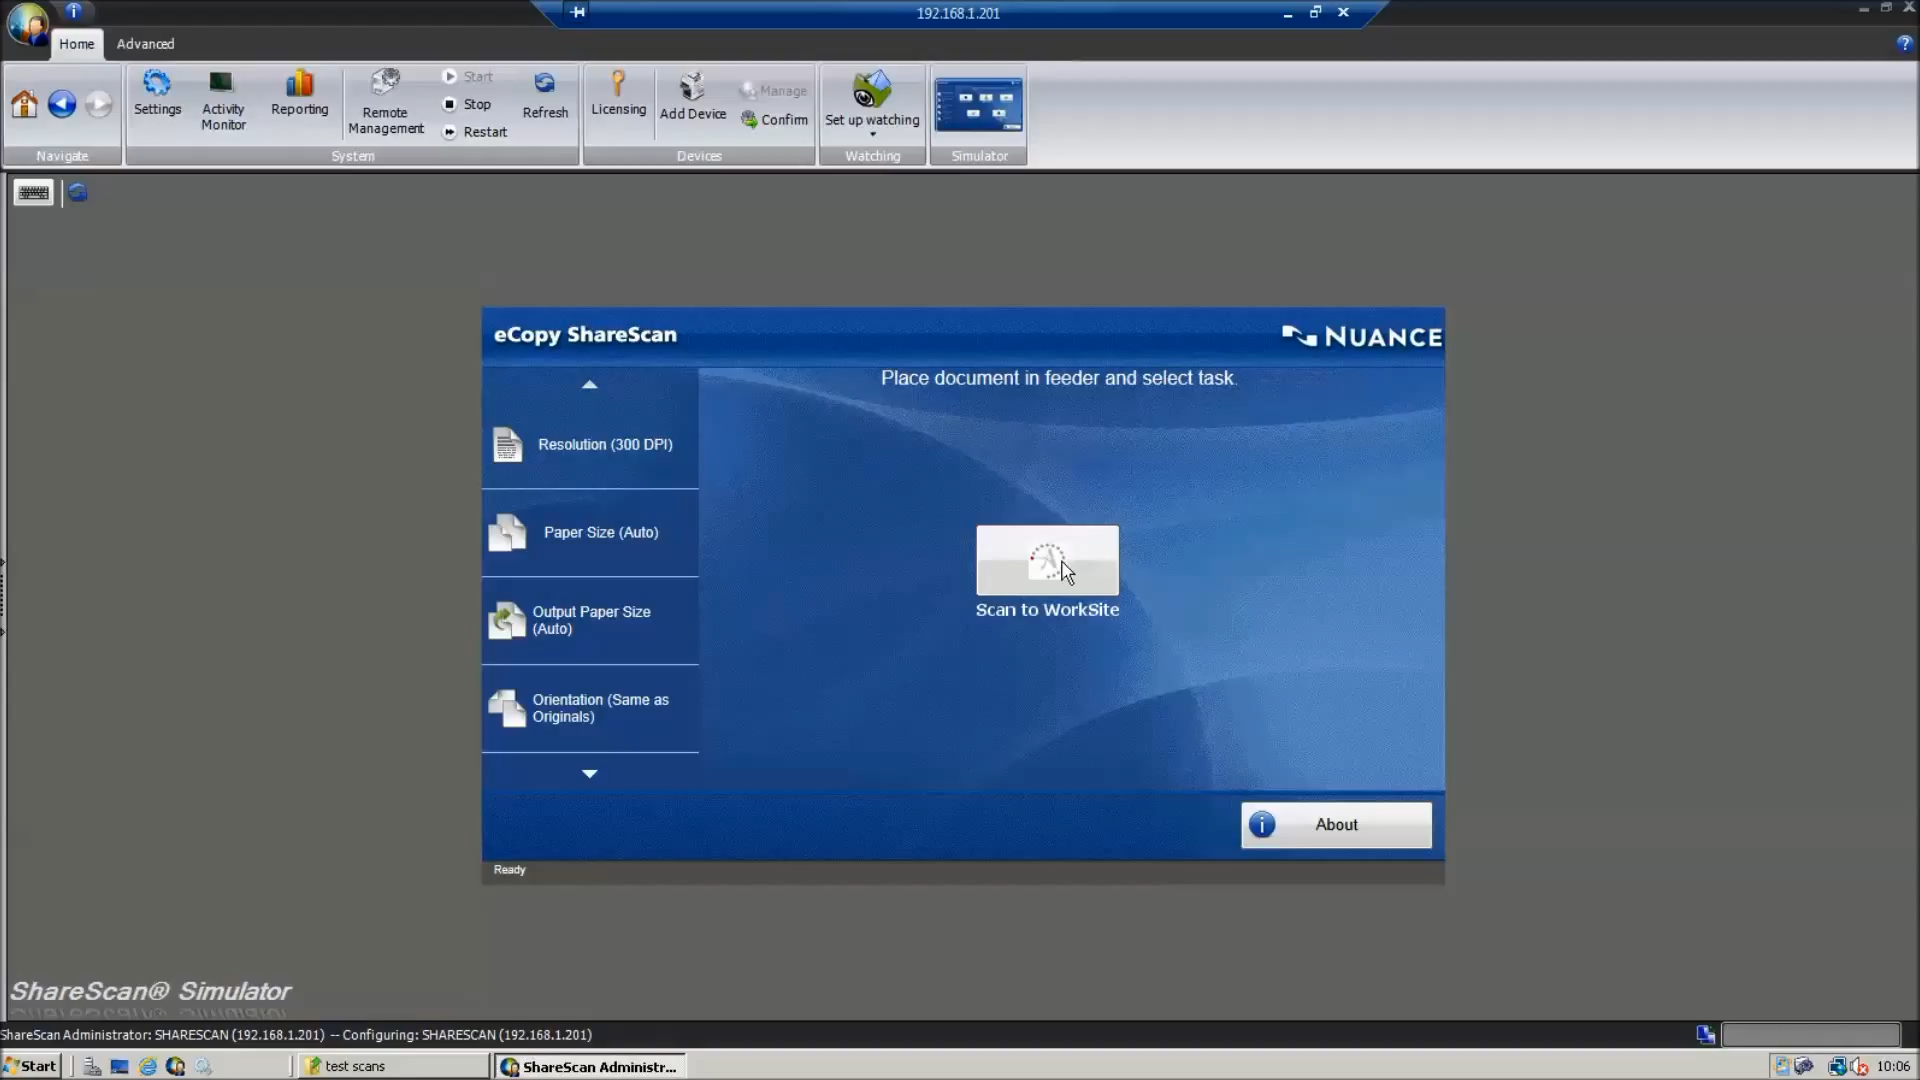 192.168.1.201
Home
Advanced
Settings
Activity
Monitor
Reporting
Remote
Management
Start
Stop
Restart
Refresh
Licensing
Add Device
Manage
Confirm
Set up watching
Navigate
System
Devices
Watching
Simulator
eCopy ShareScan
NUANCE
Place document in feeder and select task.
Resolution (300 DPI)
Paper Size (Auto)
Output Paper Size
(Auto)
Orientation (Same as
Originals)
Scan to WorkSite
About
Ready
ShareScan® Simulator
ShareScan Administrator: SHARESCAN (192.168.1.201) -- Configuring: SHARESCAN (192.168.1.201)
Start
test scans
ShareScan Administr...
10:06